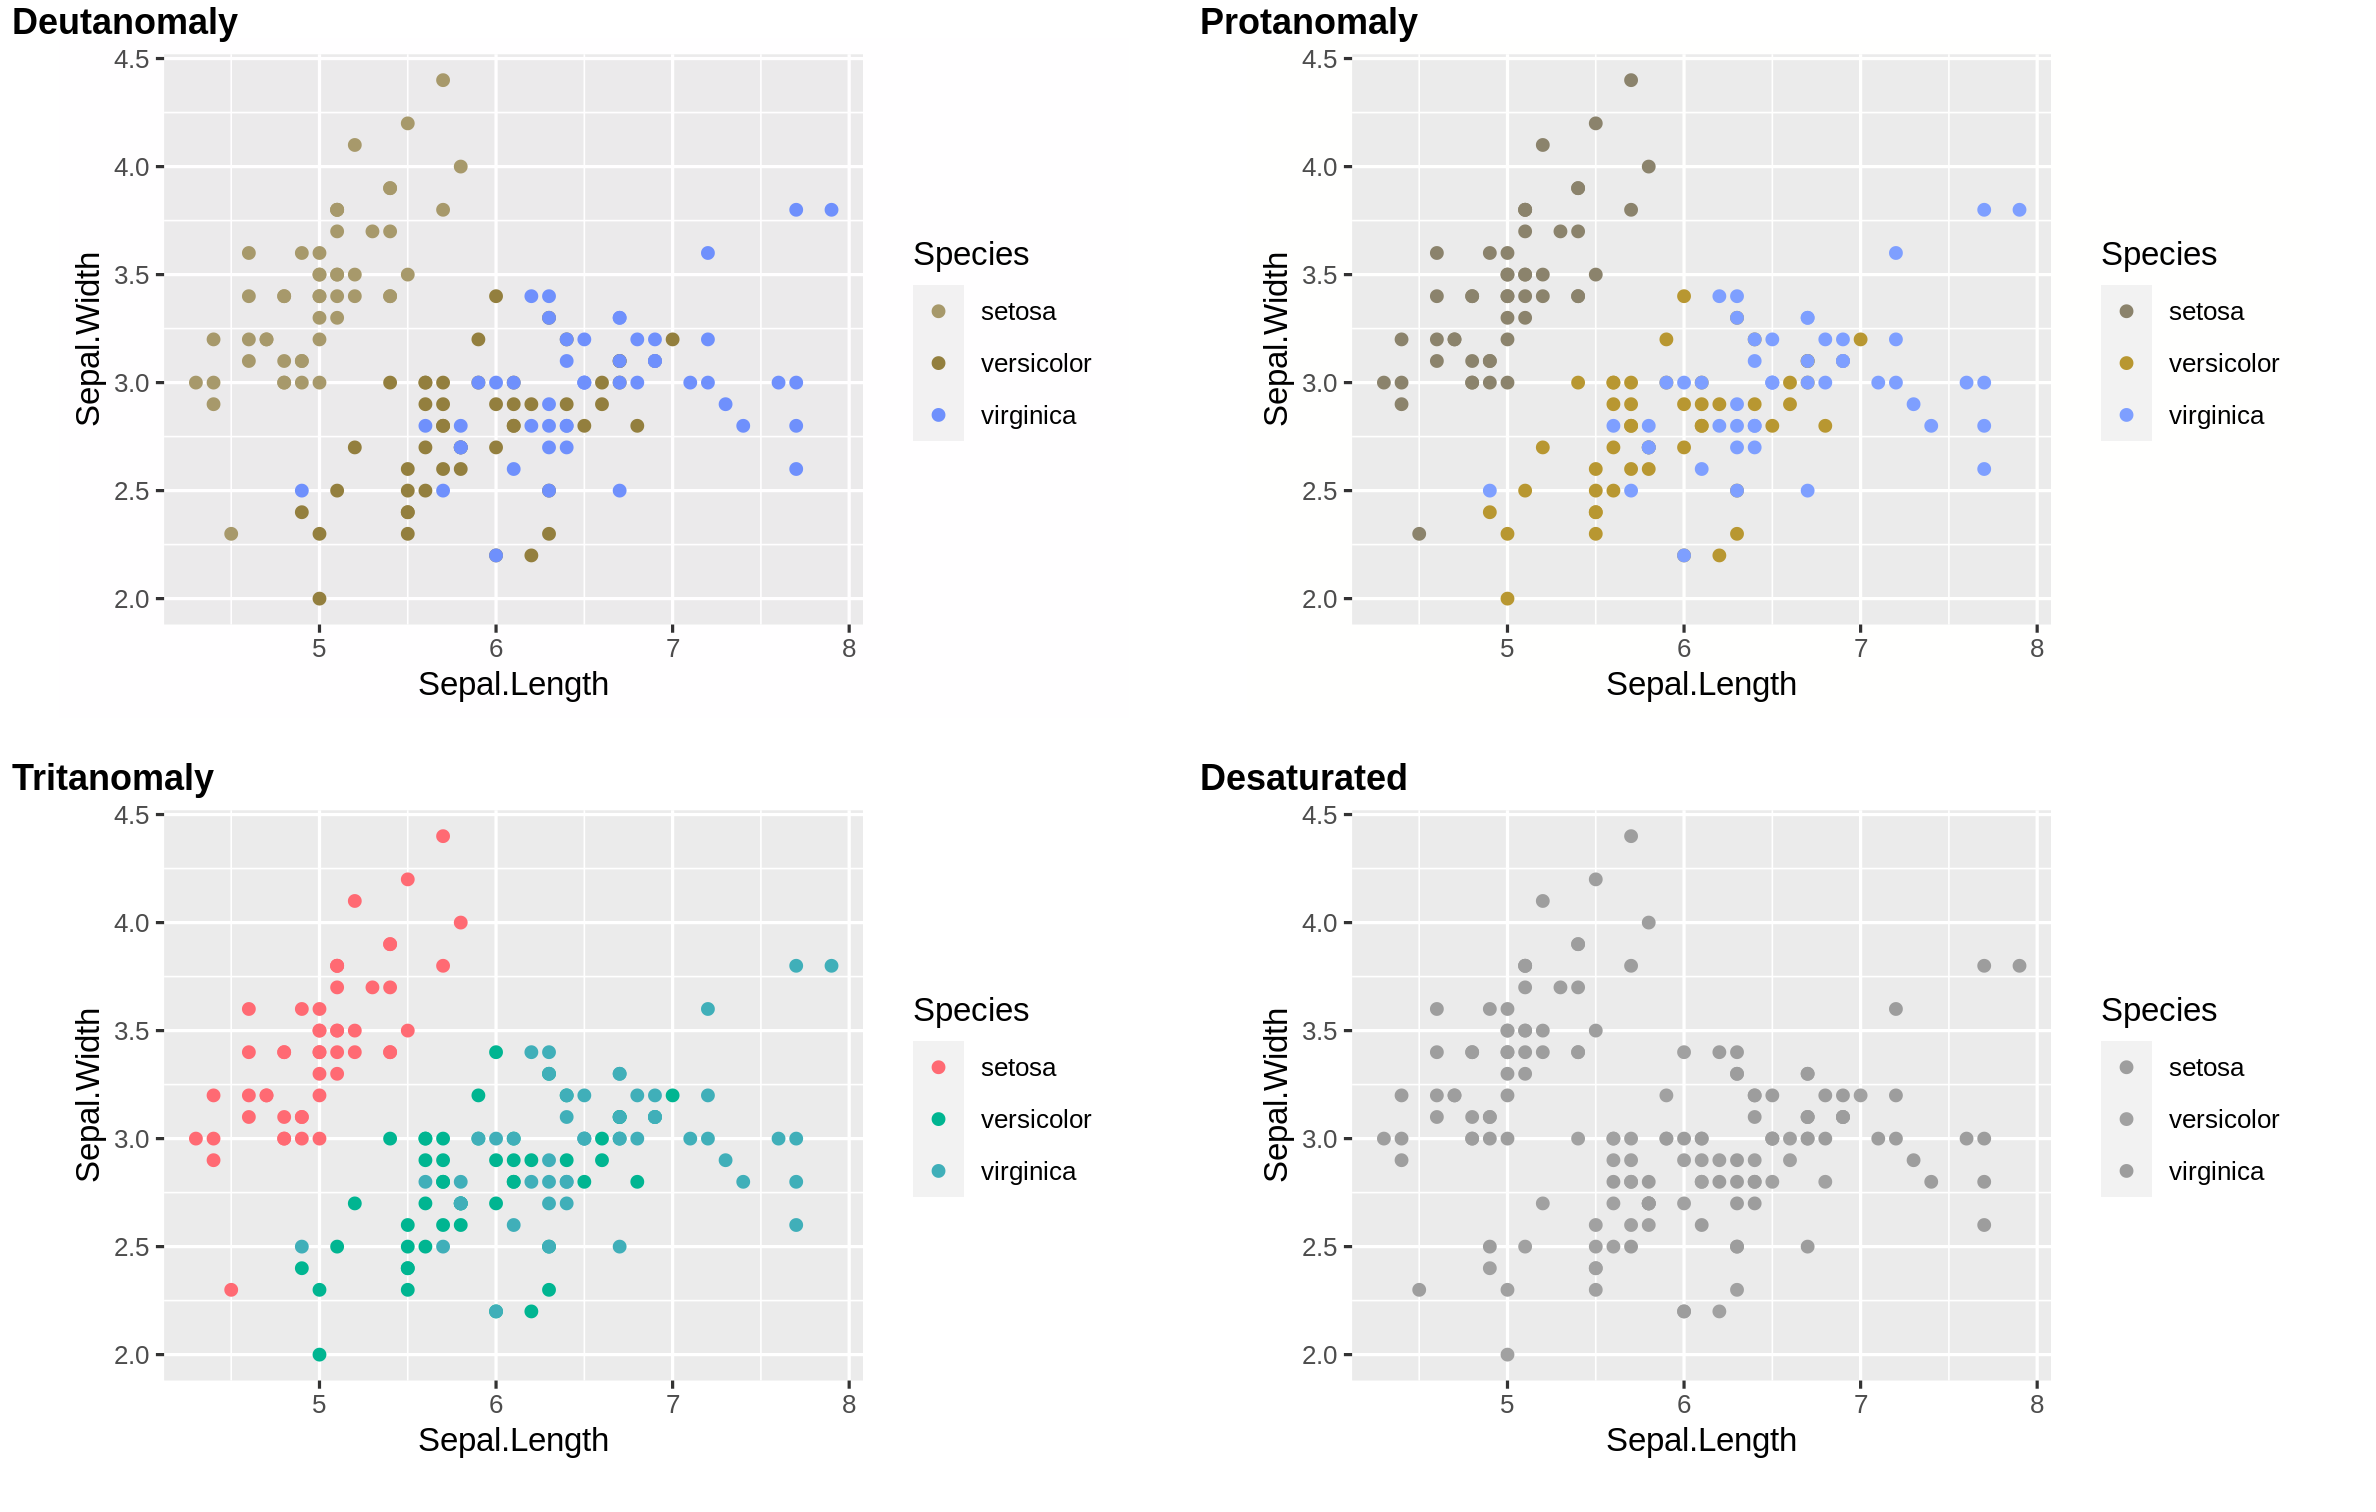 Deutanomaly
4.5
4.0
3.5
3.0
2.5
2.0
Sepal.Width
5 6 7 8
Sepal.Length
Species
setosa
versicolor
virginica
Protanomaly
4.5
4.0
3.5
3.0
2.5
2.0
Sepal.Width
5 6 7 8
Sepal.Length
Species
setosa
versicolor
virginica
Tritanomaly
4.5
4.0
3.5
3.0
2.5
2.0
Sepal.Width
5 6 7 8
Sepal.Length
Species
setosa
versicolor
virginica
Desaturated
4.5
4.0
3.5
3.0
2.5
2.0
Sepal.Width
5 6 7 8
Sepal.Length
Species
setosa
versicolor
virginica